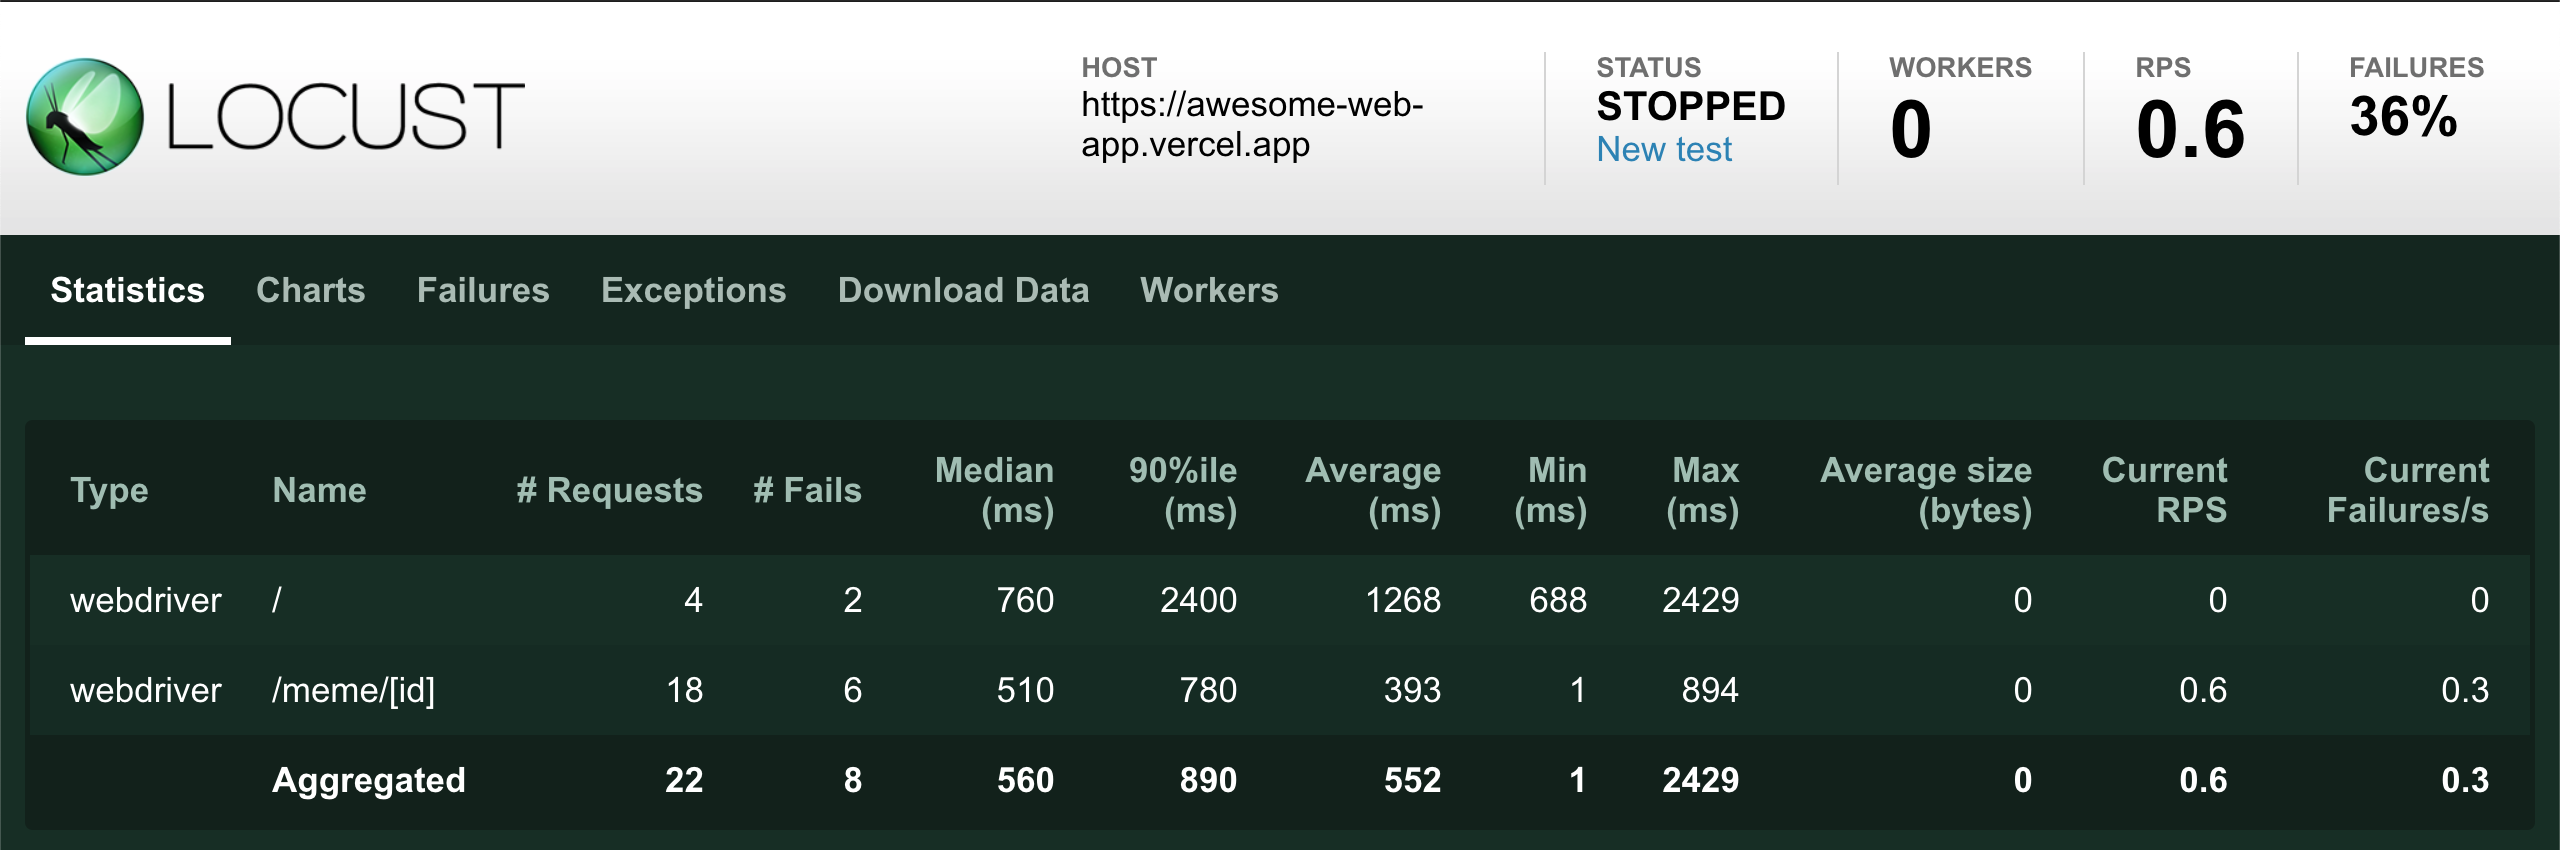 LOCUST
HOST
https://awesome-web-
app.vercel.app
STATUS
STOPPED
New test
WORKERS
0
RPS
0.6
FAILURES
36%
Statistics Charts Failures Exceptions Download Data Workers
Type Name # Requests # Fails Median (ms) 90%ile (ms) Average (ms) Min (ms) Max (ms) Average size (bytes) Current RPS Current Failures/s
webdriver / 4 2 760 2400 1268 688 2429 0 0 0
webdriver /meme/[id] 18 6 510 780 393 1 894 0 0.6 0.3
Aggregated 22 8 560 890 552 1 2429 0 0.6 0.3